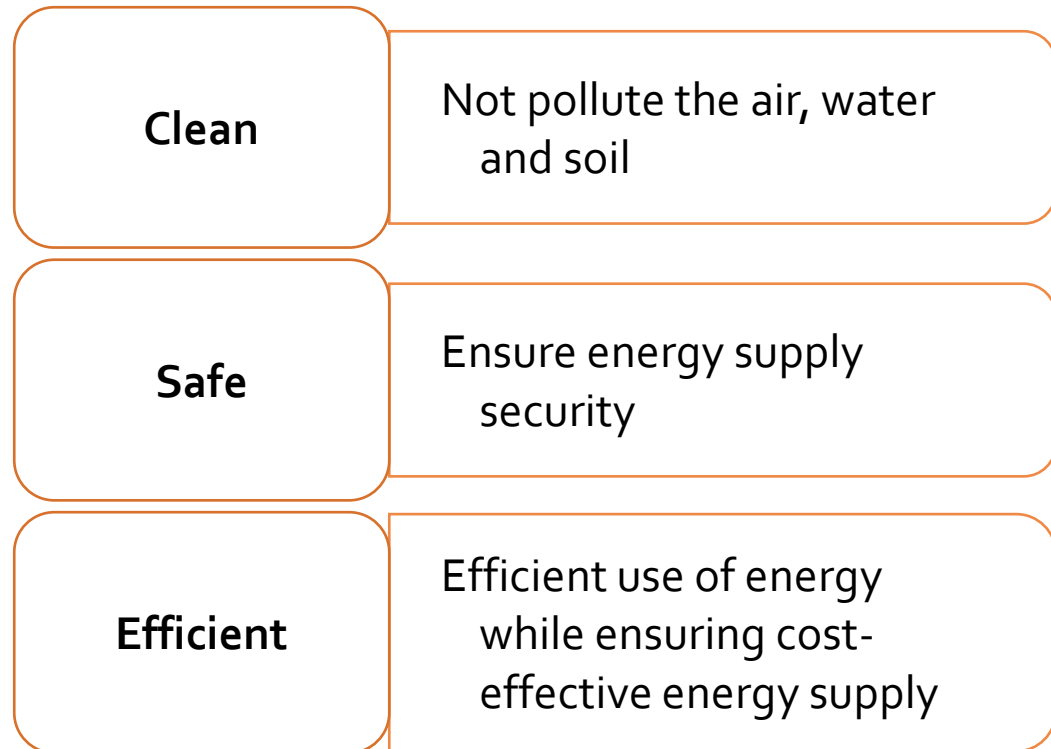 Clean
Not pollute the air, water
and soil
Safe
Ensure energy supply
security
Efficient
Efficient use of energy
while ensuring cost-
effective energy supply